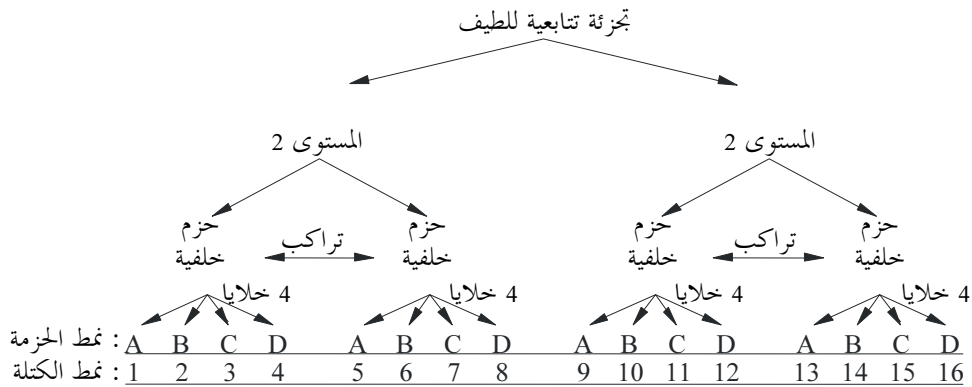 تجزئة تتابعية للطيف
المستوى 2 المستوى 2
حزم حزم حزم حزم
خلفية تراكب خلفية خلفية تراكب خلفية
4 خلايا 4 خلايا 4 خلايا 4 خلايا
نمط الحزمة : A B C D A B C D A B C D A B C D
نمط الكتلة : 1 2 3 4 5 6 7 8 9 10 11 12 13 14 15 16